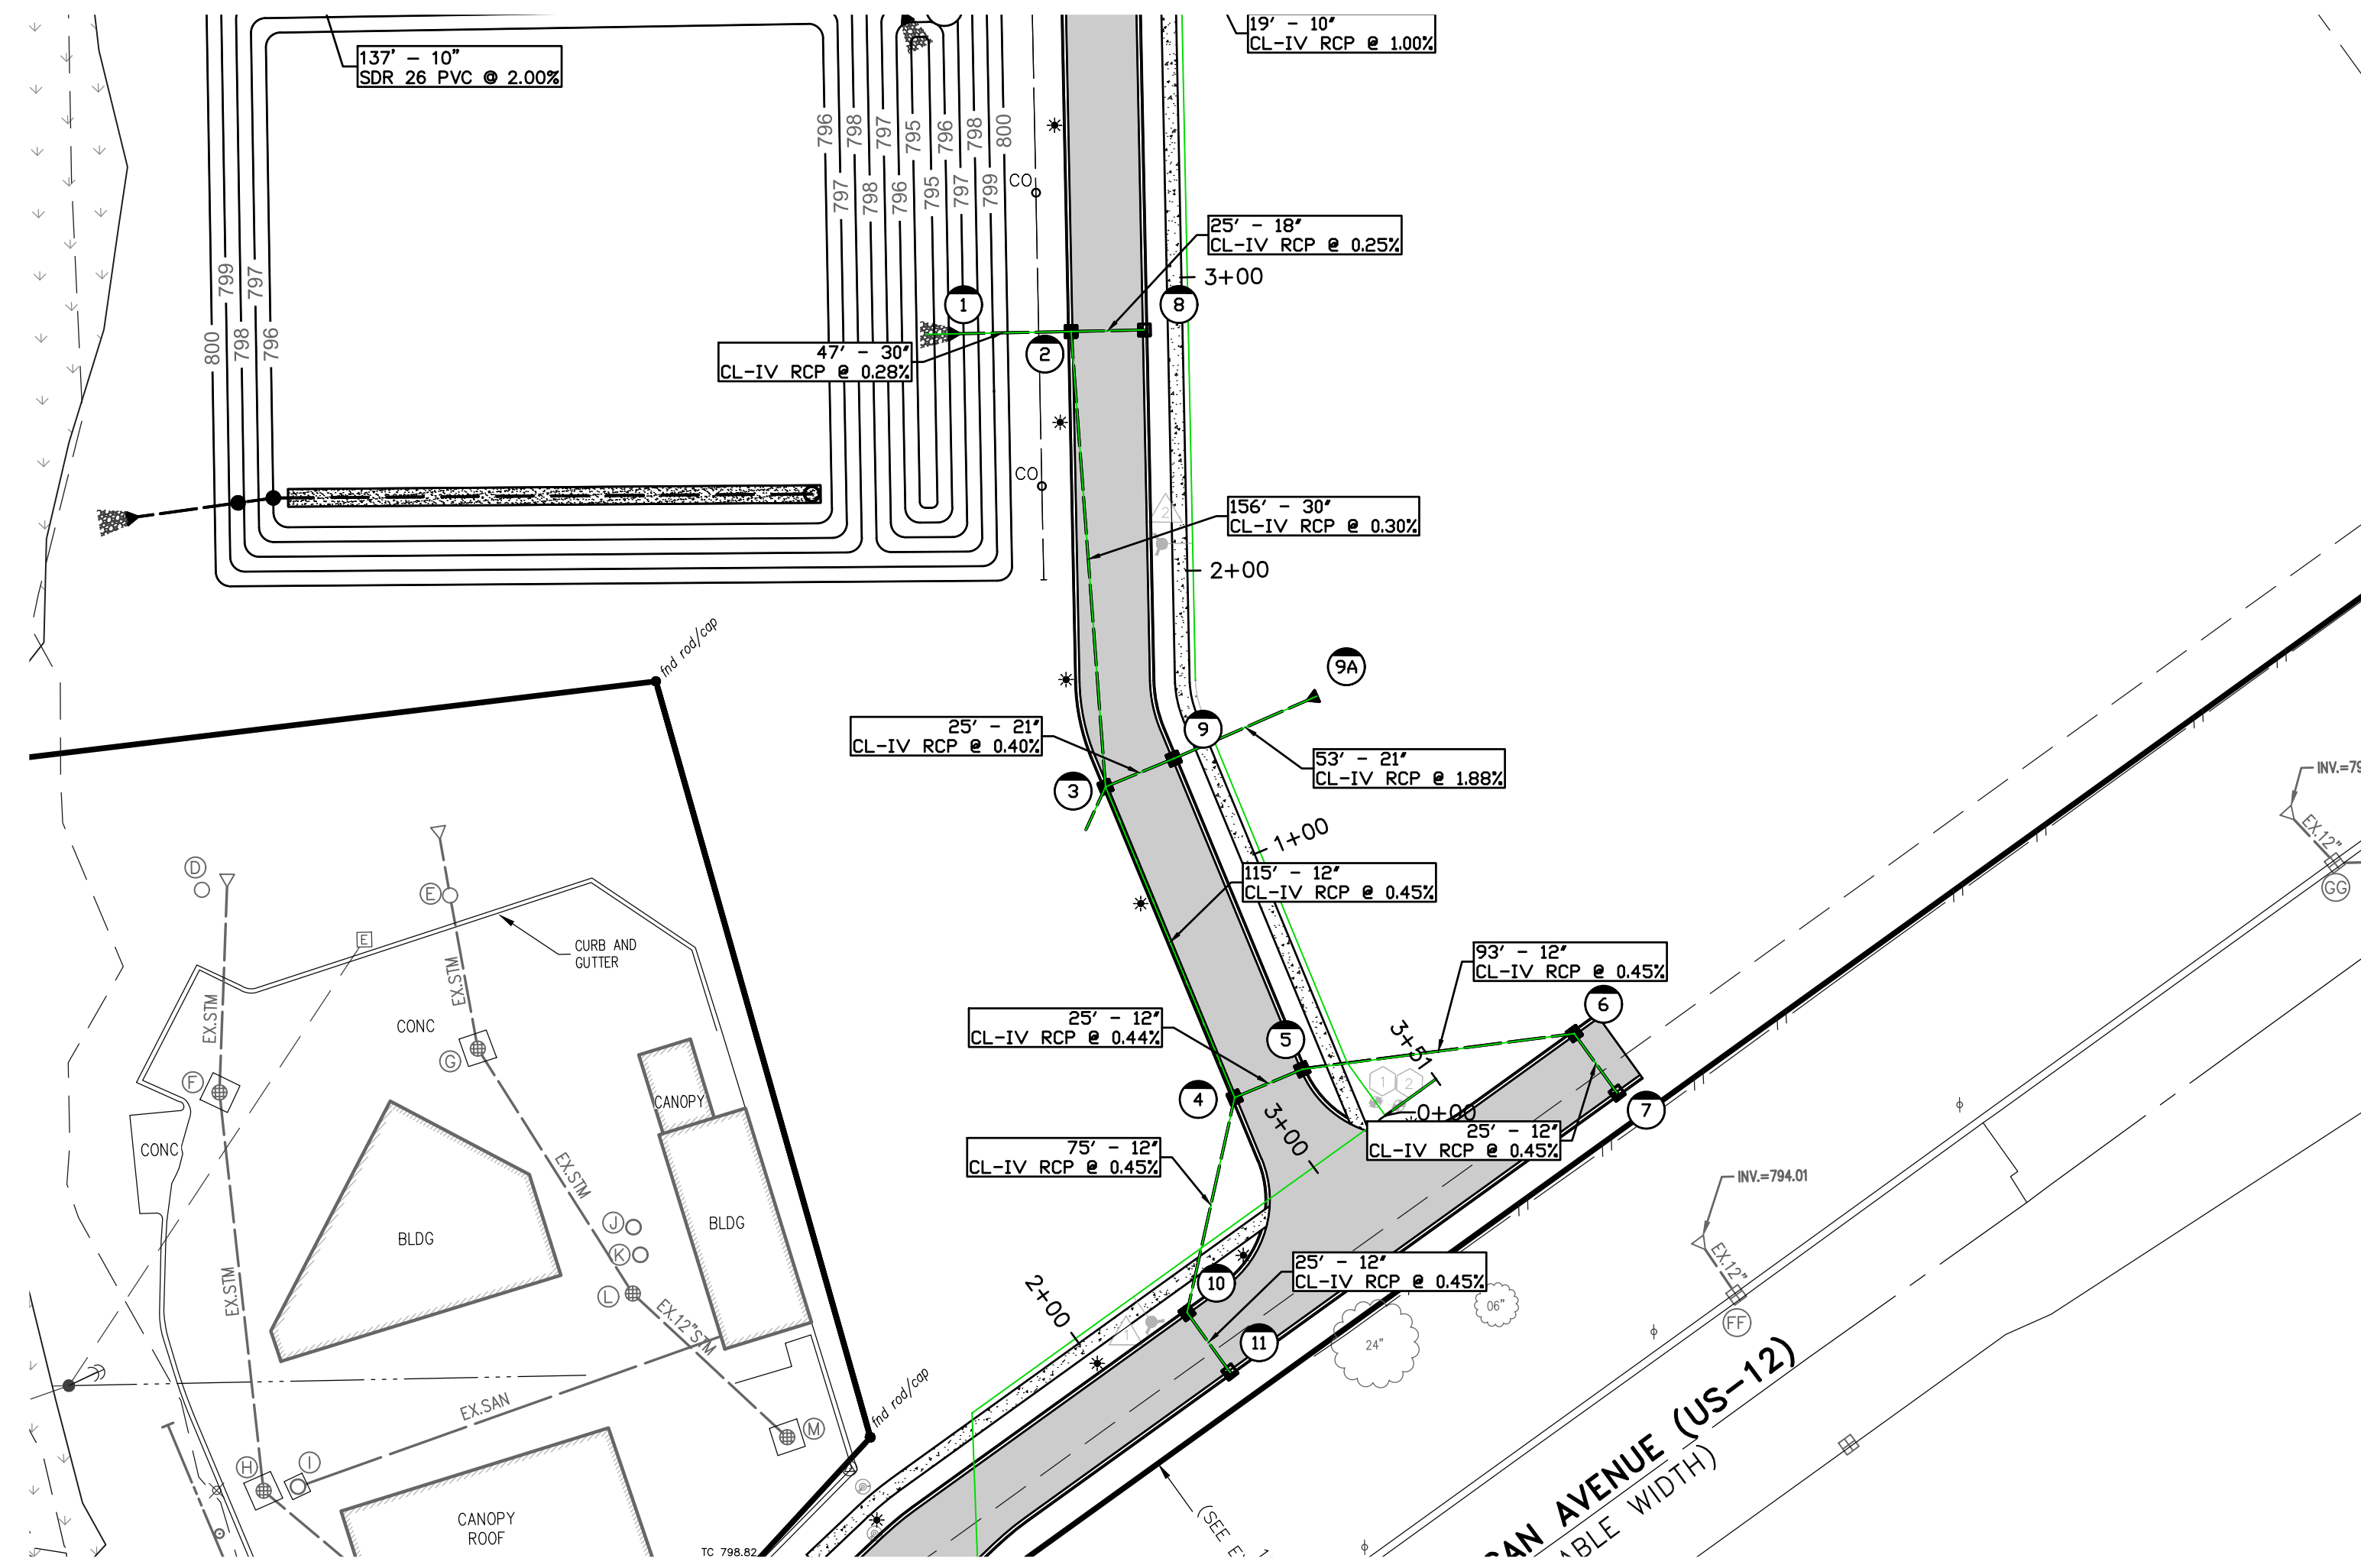 137' - 10"
SDR 26 PVC @ 2.00%
19' - 10"
CL-IV RCP @ 1.00%
796
798
797
795
796
798
800
797
798
796
795
797
799
CO
25' - 18"
CL-IV RCP @ 0.25%
3+00
799
797
800
798
796
1
8
2
47' - 30"
CL-IV RCP @ 0.28%
CO
156' - 30"
CL-IV RCP @ 0.30%
2
2+00
fnd rod/cap
9A
25' - 21"
CL-IV RCP @ 0.40%
9
53' - 21"
CL-IV RCP @ 1.88%
3
1+00
115' - 12"
CL-IV RCP @ 0.45%
D
E
E
CURB AND
GUTTER
EX.STM
EX.STM
CONC
G
F
CANOPY
CONC
BLDG
BLDG
EX.STM
EX.STM
J
K
L
EX.12"STM
EX.SAN
M
H
I
CANOPY
ROOF
fnd rod/cap
TC 798.82
93' - 12"
CL-IV RCP @ 0.45%
6
25' - 12"
CL-IV RCP @ 0.44%
5
3+51
1
2
4
0+00
7
3+00
25' - 12"
CL-IV RCP @ 0.45%
75' - 12"
CL-IV RCP @ 0.45%
10
25' - 12"
CL-IV RCP @ 0.45%
2+00
1
11
24"
06"
INV.=79
EX.12"
GG
INV.=794.01
EX.12"
FF
SAN AVENUE (US-12)
ABLE WIDTH)
(SEE